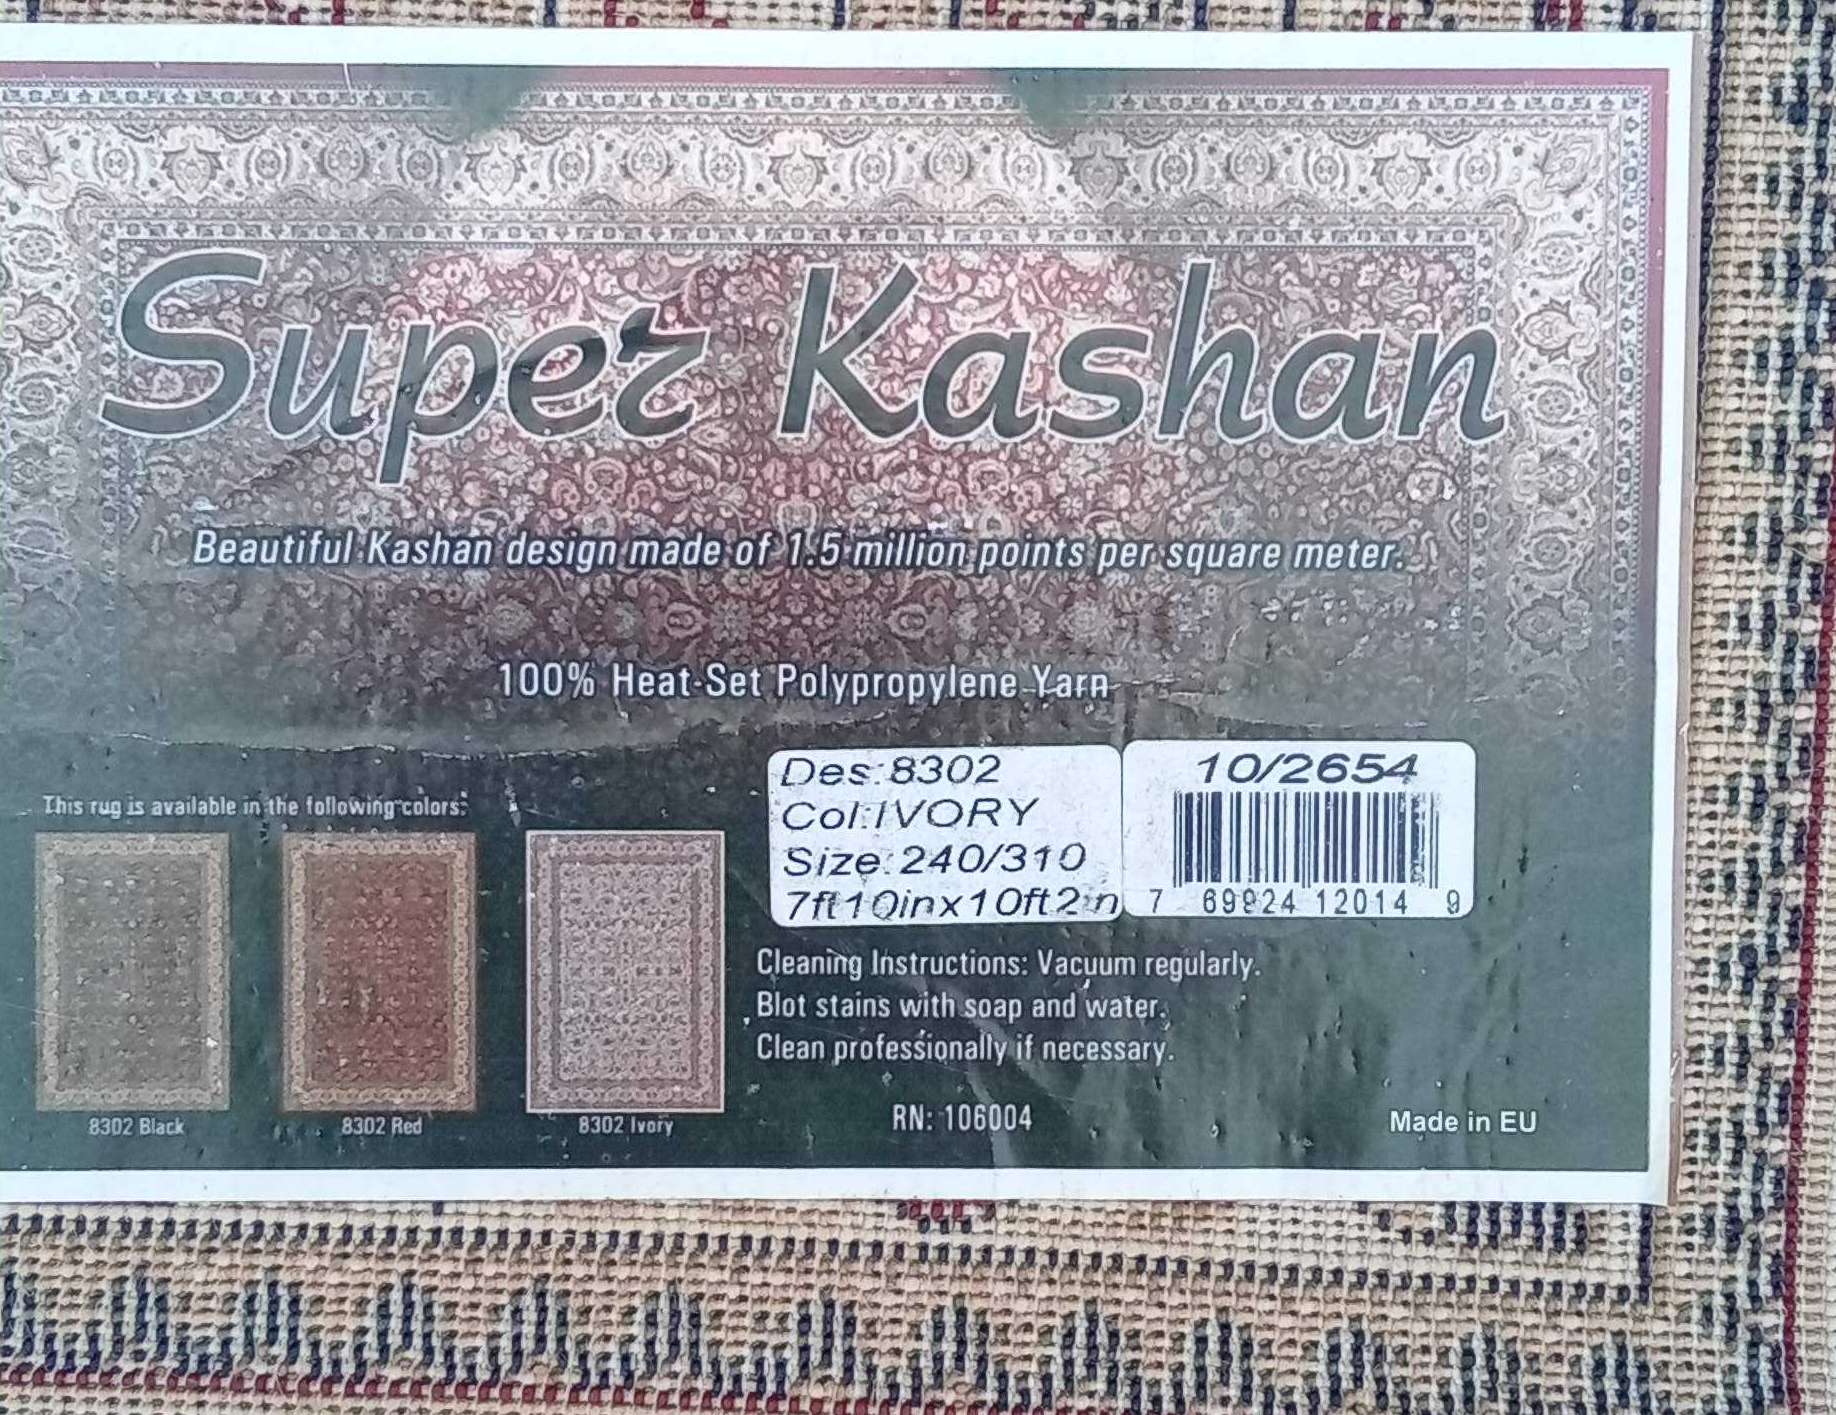 Super Kashan
Beautiful Kashan design made of 1.5 million points per square meter.
100% Heat-Set Polypropylene Yarn
Des:8302
Col:IVORY
Size:240/310
7ft10inx10ft2in
10/2654
7 69924 12014 9
This rug is available in the following colors:
8302 Black
8302 Red
8302 Ivory
Cleaning Instructions: Vacuum regularly.
Blot stains with soap and water.
Clean professionally if necessary.
RN: 106004
Made in EU